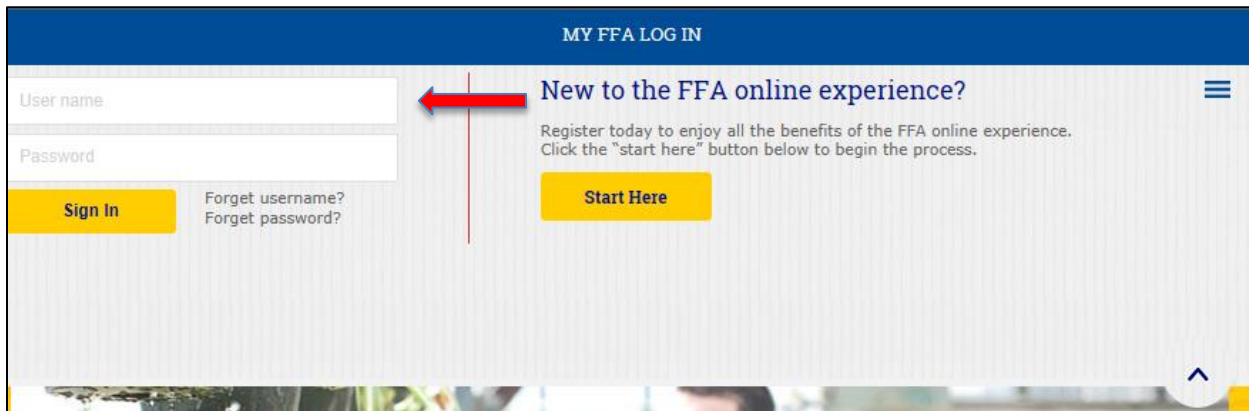 MY FFA LOG IN
User name
Password
Sign In
Forget username?
Forget password?
New to the FFA online experience?
Register today to enjoy all the benefits of the FFA online experience.
Click the “start here” button below to begin the process.
Start Here